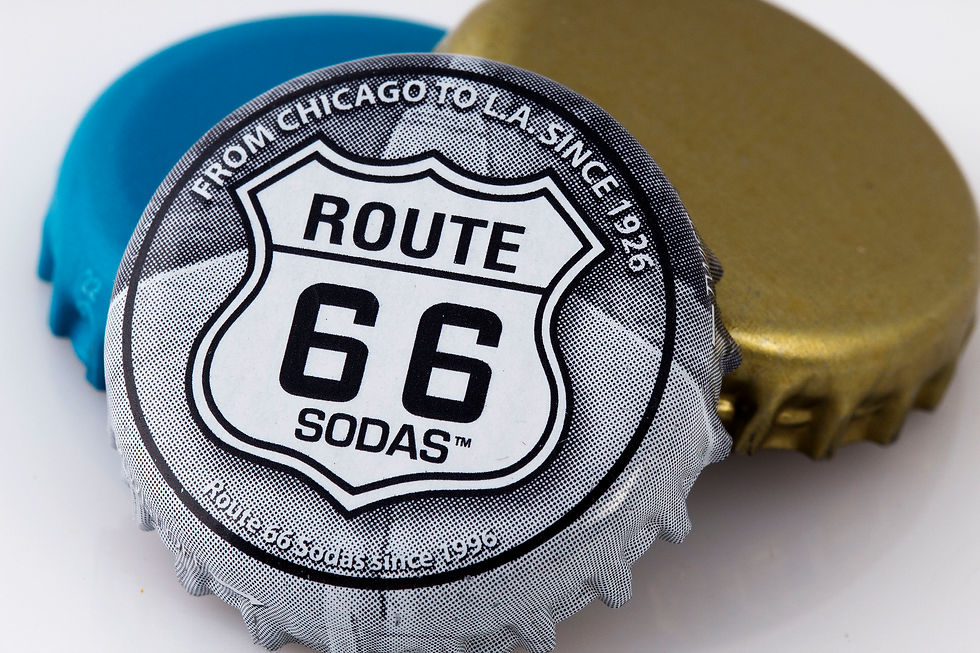 FROM CHICAGO TO L.A. SINCE 1926
ROUTE
66
SODAS™
Route 66 Sodas since 1996